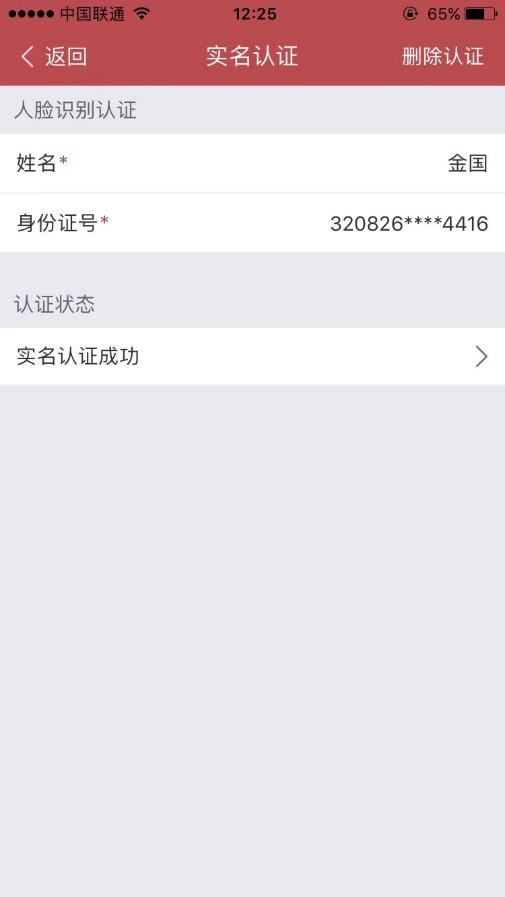 中国联通 12:25 65%
返回 实名认证 删除认证
人脸识别认证
姓名* 金国
身份证号* 320826****4416
认证状态
实名认证成功